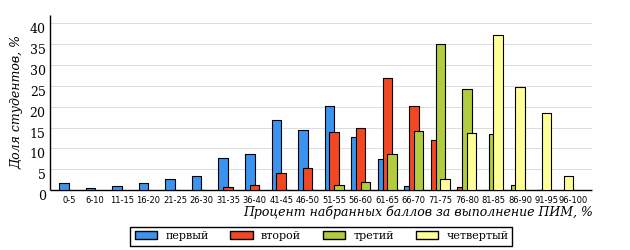 Доля студентов, %
40
35
30
25
20
15
10
5
0
0-5 6-10 11-15 16-20 21-25 26-30 31-35 36-40 41-45 46-50 51-55 56-60 61-65 66-70 71-75 76-80 81-85 86-90 91-95 96-100
Процент набранных баллов за выполнение ПИМ, %
первый второй третий четвертый